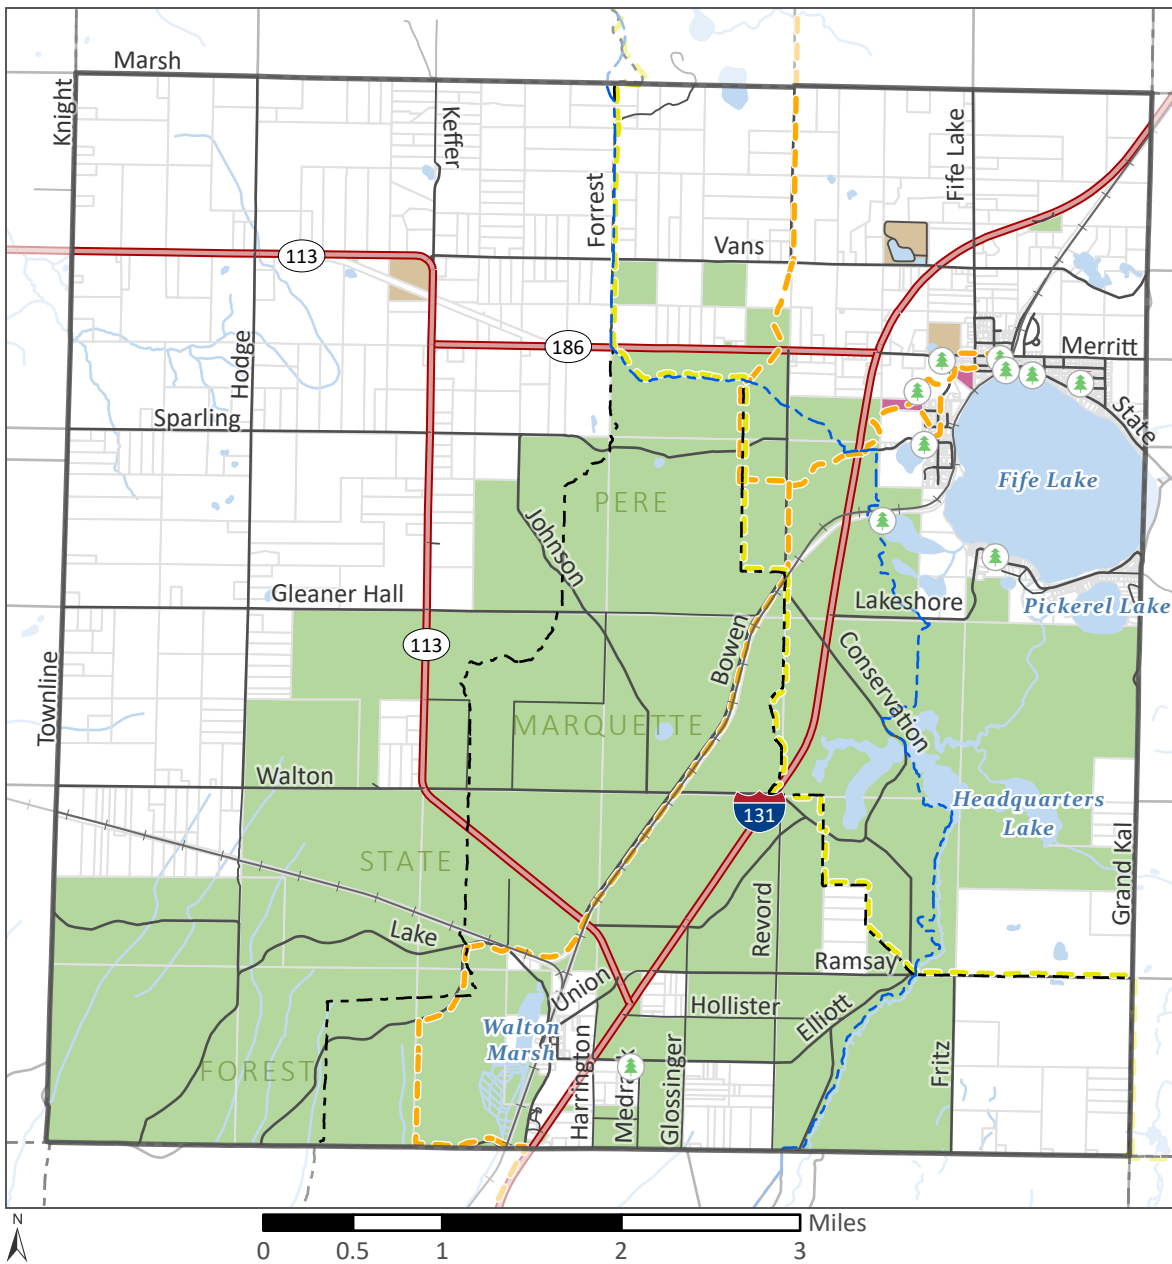 Marsh
Knight
Keffer
Forrest
Fife Lake
Vans
113
186
Merritt
Hodge
Sparling
State
Fife Lake
PERE
Johnson
Gleaner Hall
Lakeshore
Pickerel Lake
113
Bowen
Conservation
Townline
MARQUETTE
Walton
131
Headquarters
Lake
STATE
Grand Kal
Lake
Revord
Ramsay
Union
Hollister
Elliott
Walton
Marsh
FOREST
Harrington
Medrack
Glossinger
Fritz
N
Miles
0 0.5 1 2 3